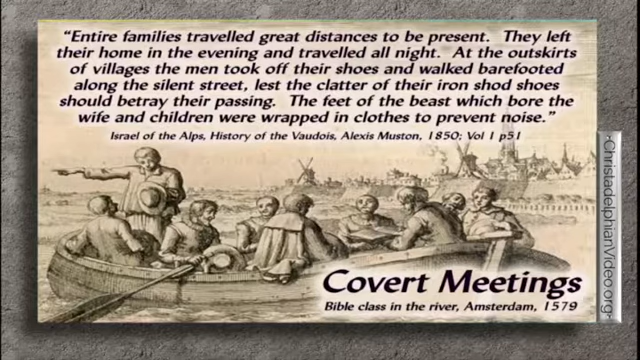 “Entire families travelled great distances to be present.  They left
their home in the evening and travelled all night.  At the outskirts
of villages the men took off their shoes and walked barefooted
along the silent street, lest the clatter of their iron shod shoes
should betray their passing.  The feet of the beast which bore the
wife and children were wrapped in clothes to prevent noise.”
Israel of the Alps, History of the Vaudois, Alexis Muston, 1850; Vol 1 p51
Covert Meetings
Bible class in the river, Amsterdam, 1579
ChristadelphianVideo.org